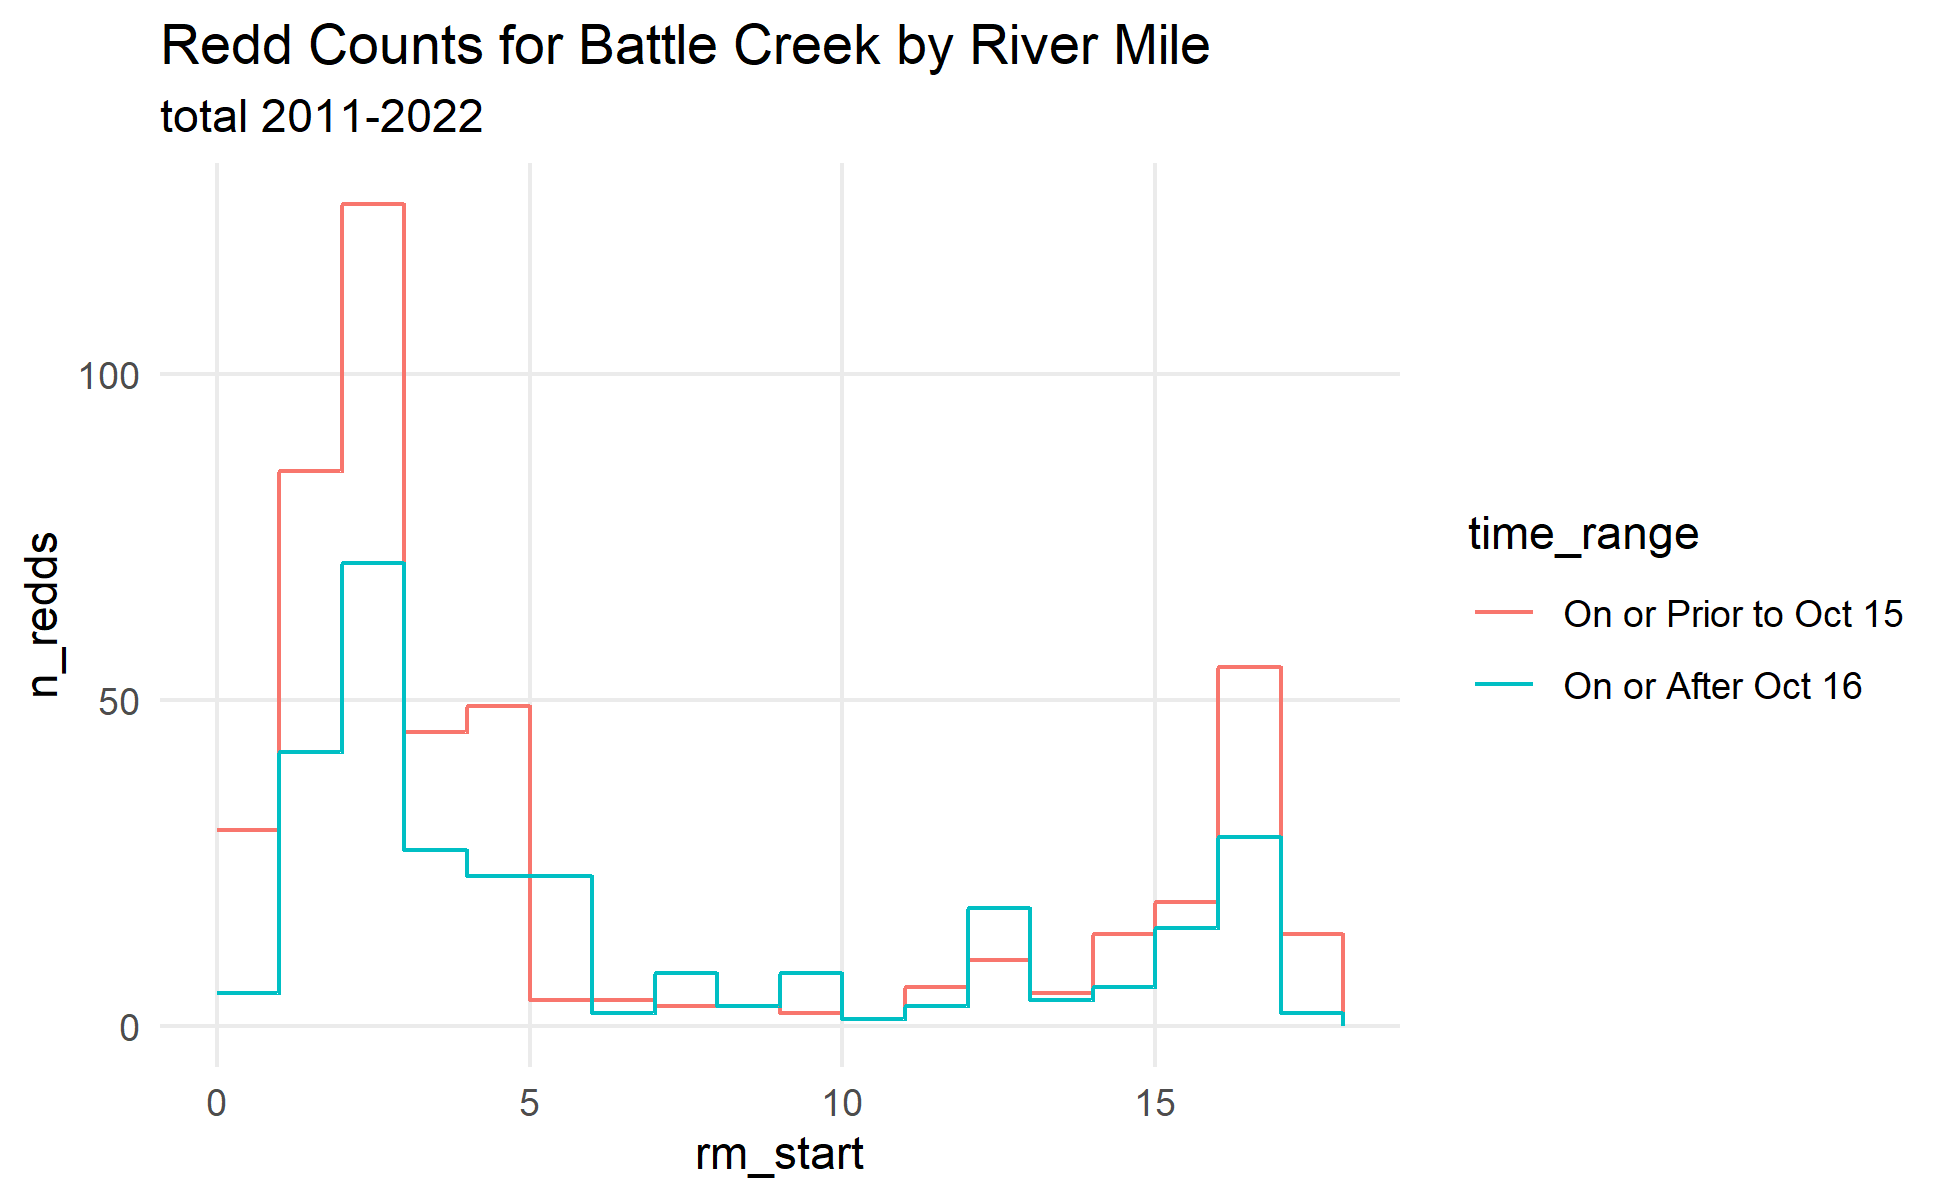 Redd Counts for Battle Creek by River Mile
total 2011-2022
n_redds
100
50
0
0 5 10 15
rm_start
time_range
On or Prior to Oct 15
On or After Oct 16